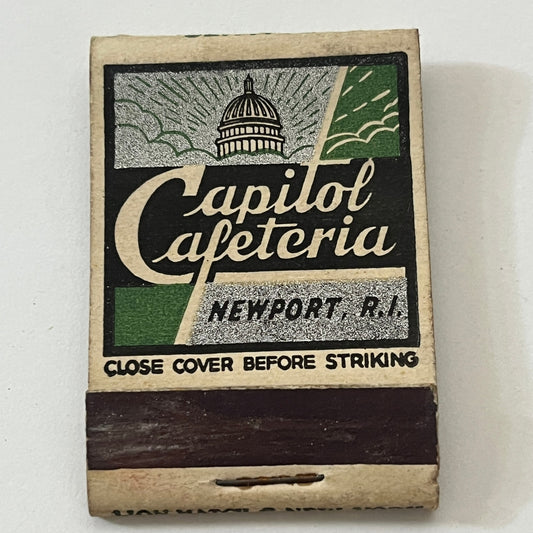 Capitol
Cafeteria
NEWPORT, R.I.
CLOSE COVER BEFORE STRIKING